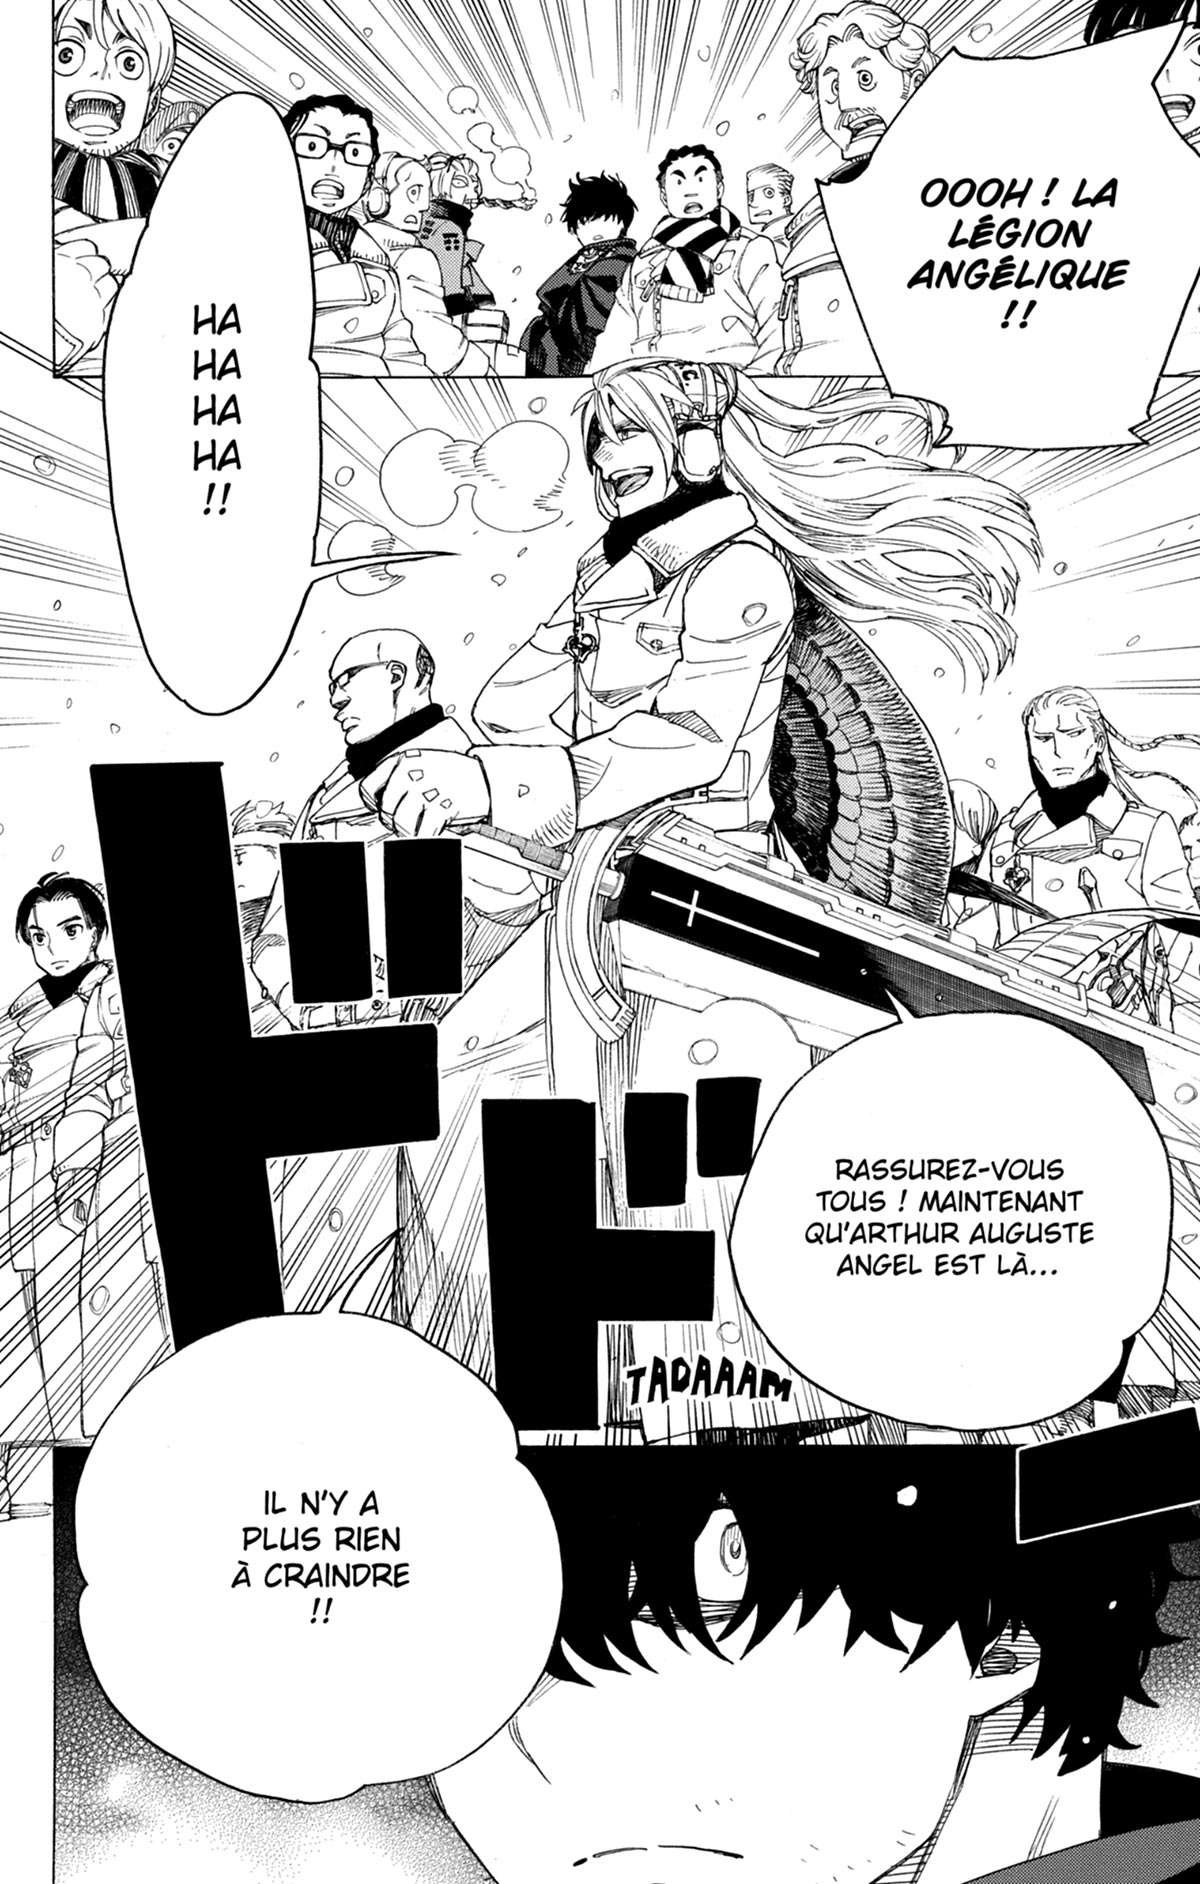 OOOH ! LA
LÉGION
ANGÉLIQUE
!!
HA
HA
HA
HA
!!
RASSUREZ-VOUS
TOUS ! MAINTENANT
QU'ARTHUR AUGUSTE
ANGEL EST LÀ...
ドド
TADAAAM
IL N'Y A
PLUS RIEN
À CRAINDRE
!!